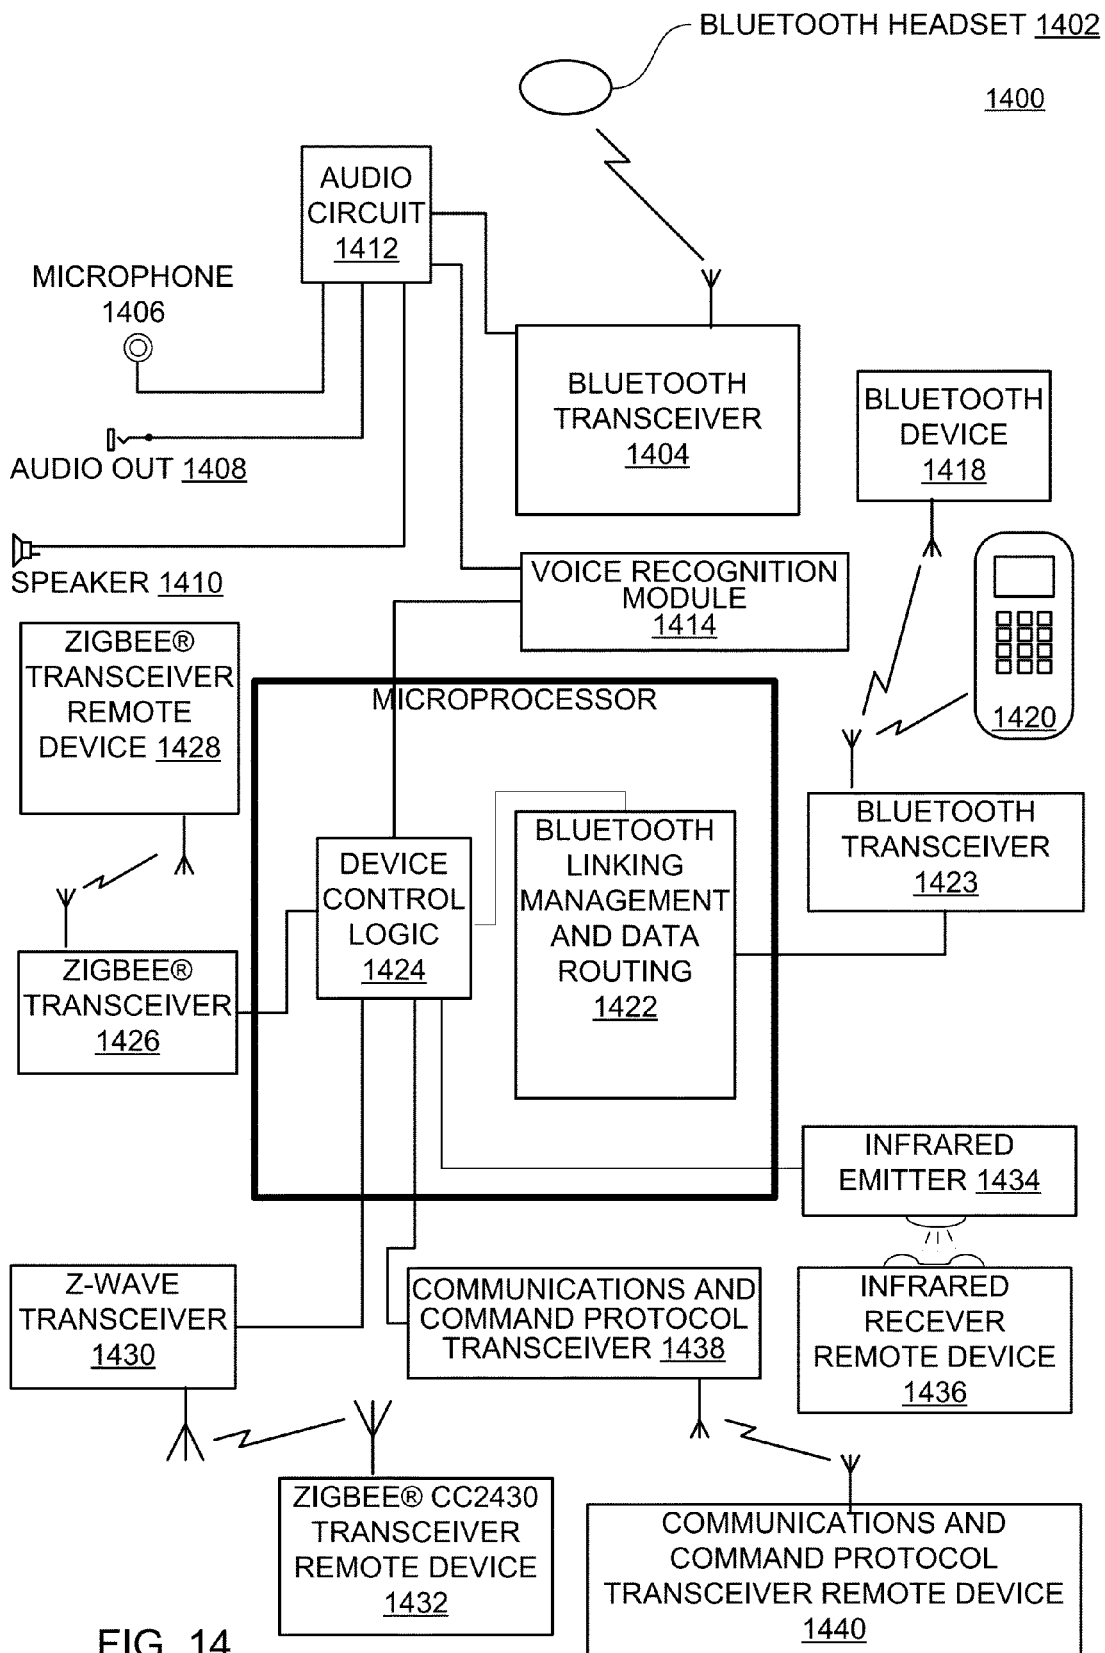 BLUETOOTH HEADSET 1402
1400
AUDIO
CIRCUIT
1412
MICROPHONE
1406
BLUETOOTH
TRANSCEIVER
1404
BLUETOOTH
DEVICE
1418
AUDIO OUT 1408
SPEAKER 1410
VOICE RECOGNITION
MODULE
1414
1420
ZIGBEE®
TRANSCEIVER
REMOTE
DEVICE 1428
MICROPROCESSOR
BLUETOOTH
TRANSCEIVER
1423
BLUETOOTH
LINKING
MANAGEMENT
AND DATA
ROUTING
1422
DEVICE
CONTROL
LOGIC
1424
ZIGBEE®
TRANSCEIVER
1426
INFRARED
EMITTER 1434
Z-WAVE
TRANSCEIVER
1430
COMMUNICATIONS AND
COMMAND PROTOCOL
TRANSCEIVER 1438
INFRARED
RECEVER
REMOTE DEVICE
1436
ZIGBEE® CC2430
TRANSCEIVER
REMOTE DEVICE
1432
COMMUNICATIONS AND
COMMAND PROTOCOL
TRANSCEIVER REMOTE DEVICE
1440
FIG. 14